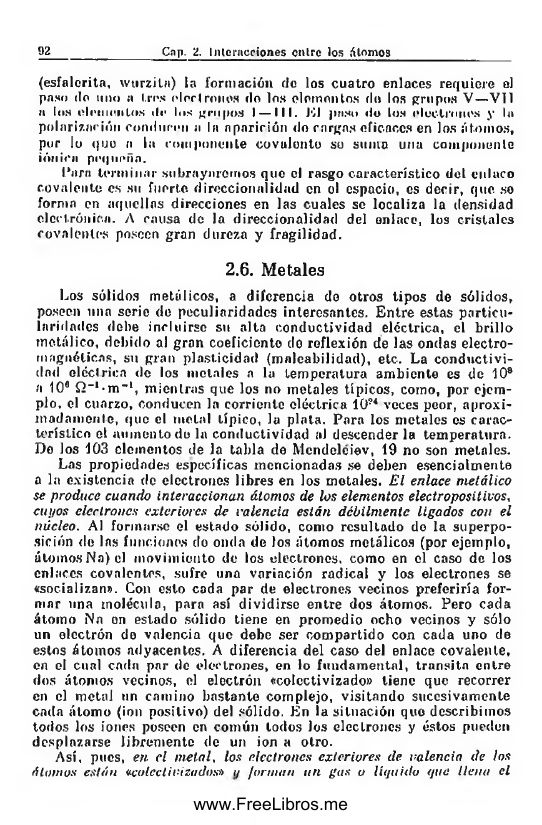 92 Cap. 2. Interacciones entre los átomos
(esfalerita, wurzita) la formación de los cuatro enlaces requiere el
paso de uno a tres electrones de los elementos de los grupos V—VII
a los elementos de los grupos I—III. El paso de los electrones y la
polarización conducen a la aparición de cargas eficaces en los átomos,
por lo que a la componente covalente se suma una componente
iónica pequeña.
Para terminar subrayaremos que el rasgo característico del enlace
covalente es su fuerte direccionalidad en el espacio, es decir, que se
forma en aquellas direcciones en las cuales se localiza la densidad
electrónica. A causa de la direccionalidad del enlace, los cristales
covalentes poseen gran dureza y fragilidad.
2.6. Metales
Los sólidos metálicos, a diferencia de otros tipos de sólidos,
poseen una serie de peculiaridades interesantes. Entre estas particu-
laridades debe incluirse su alta conductividad eléctrica, el brillo
metálico, debido al gran coeficiente de reflexión de las ondas electro-
magnéticas, su gran plasticidad (maleabilidad), etc. La conductivi-
dad eléctrica de los metales a la temperatura ambiente es de 10⁸
a 10⁶ Ω⁻¹·m⁻¹, mientras que los no metales típicos, como, por ejem-
plo, el cuarzo, conducen la corriente eléctrica 10²⁴ veces peor, aproxi-
madamente, que el metal típico, la plata. Para los metales es carac-
terístico el aumento de la conductividad al descender la temperatura.
De los 103 elementos de la tabla de Mendeléiev, 19 no son metales.
Las propiedades específicas mencionadas se deben esencialmente
a la existencia de electrones libres en los metales. El enlace metálico
se produce cuando interaccionan átomos de los elementos electropositivos,
cuyos electrones exteriores de valencia están débilmente ligados con el
núcleo. Al formarse el estado sólido, como resultado de la superpo-
sición de las funciones de onda de los átomos metálicos (por ejemplo,
átomos Na) el movimiento de los electrones, como en el caso de los
enlaces covalentes, sufre una variación radical y los electrones se
«socializan». Con esto cada par de electrones vecinos preferiría for-
mar una molécula, para así dividirse entre dos átomos. Pero cada
átomo Na en estado sólido tiene en promedio ocho vecinos y sólo
un electrón de valencia que debe ser compartido con cada uno de
estos átomos adyacentes. A diferencia del caso del enlace covalente,
en el cual cada par de electrones, en lo fundamental, transita entre
dos átomos vecinos, el electrón «colectivizado» tiene que recorrer
en el metal un camino bastante complejo, visitando sucesivamente
cada átomo (ion positivo) del sólido. En la situación que describimos
todos los iones poseen en común todos los electrones y éstos pueden
desplazarse libremente de un ion a otro.
Así, pues, en el metal, los electrones exteriores de valencia de los
átomos están «colectivizados» y forman un gas o líquido que llena el
www.FreeLibros.me